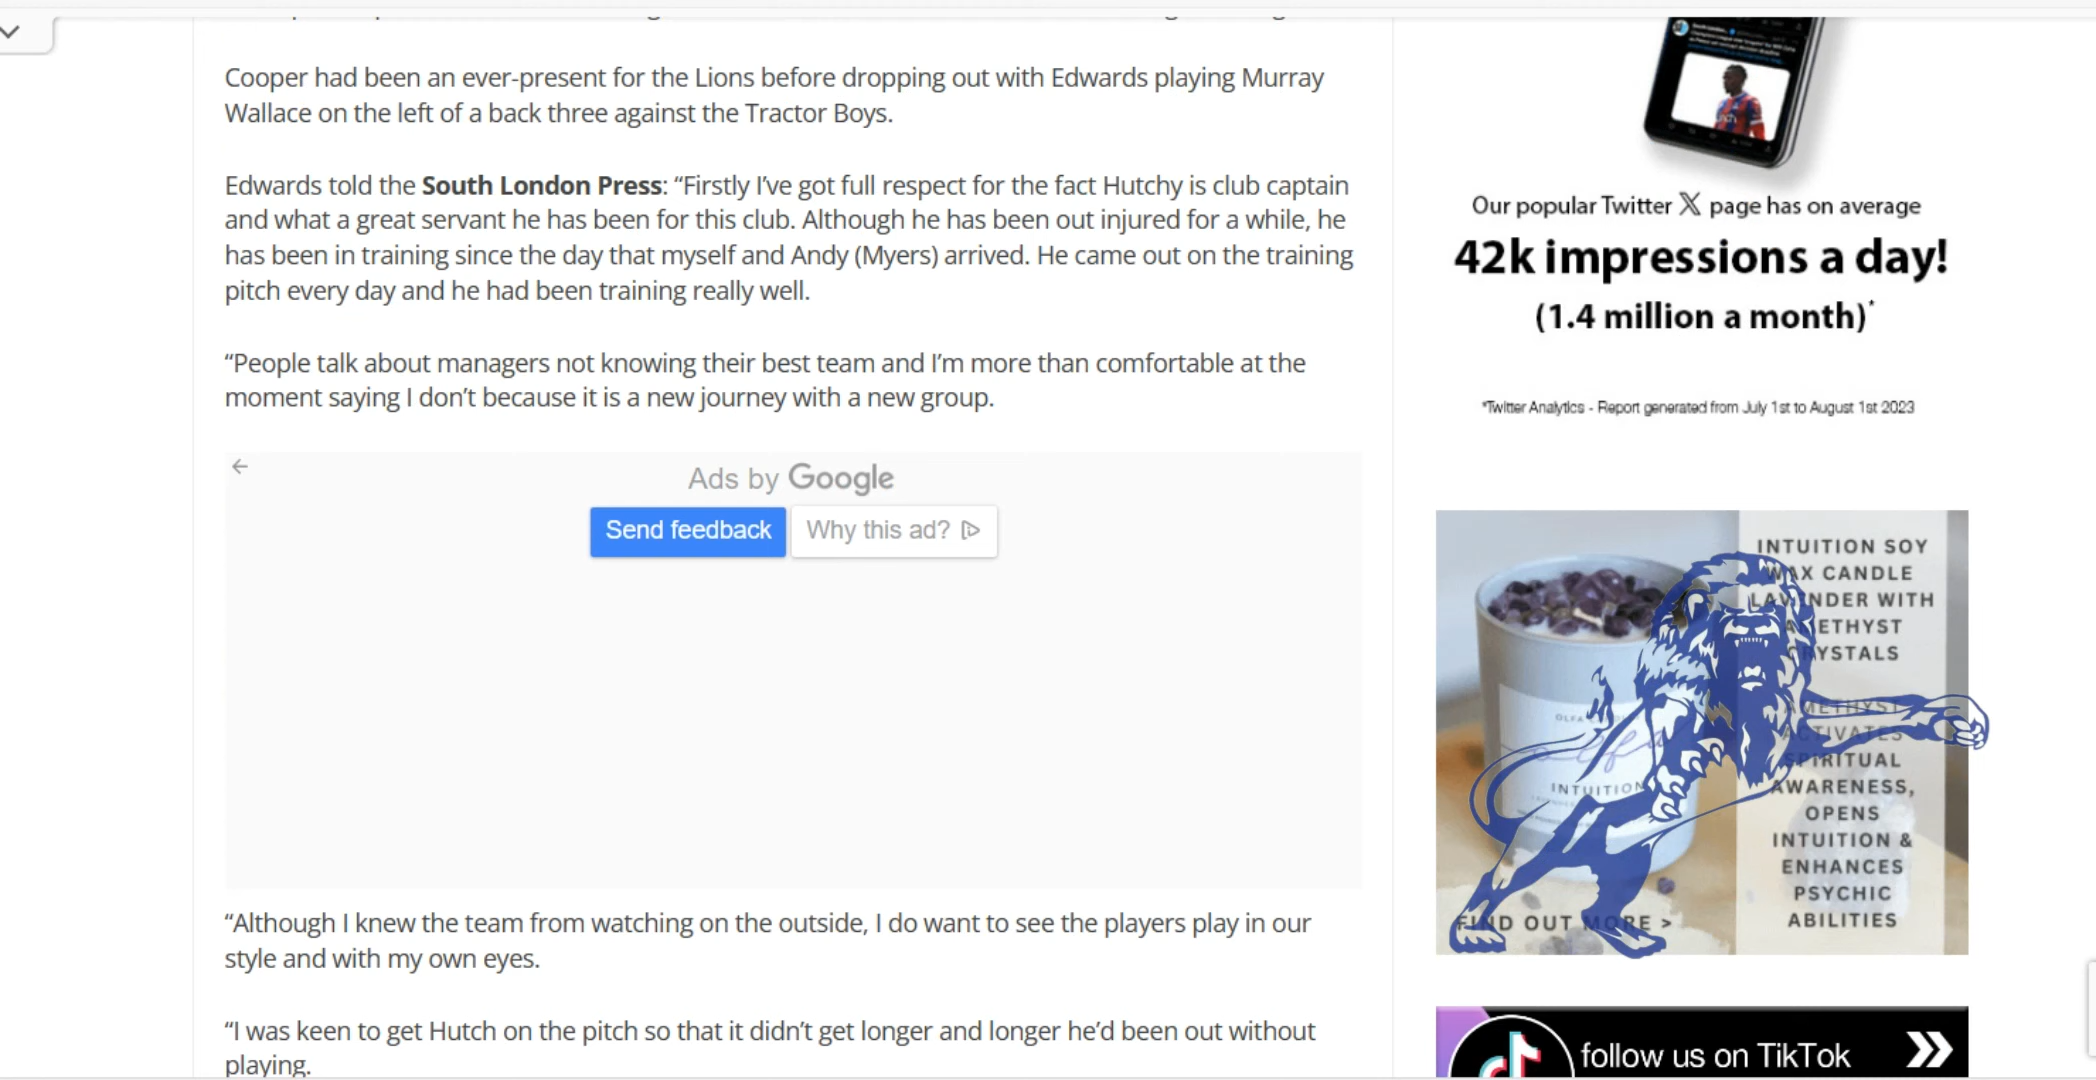 Cooper had been an ever-present for the Lions before dropping out with Edwards playing Murray
Wallace on the left of a back three against the Tractor Boys.
Edwards told the South London Press: “Firstly I’ve got full respect for the fact Hutchy is club captain
and what a great servant he has been for this club. Although he has been out injured for a while, he
has been in training since the day that myself and Andy (Myers) arrived. He came out on the training
pitch every day and he had been training really well.
“People talk about managers not knowing their best team and I’m more than comfortable at the
moment saying I don’t because it is a new journey with a new group.
Ads by Google
Send feedback
Why this ad?
“Although I knew the team from watching on the outside, I do want to see the players play in our
style and with my own eyes.
“I was keen to get Hutch on the pitch so that it didn’t get longer and longer he’d been out without
playing.
Our popular Twitter X page has on average
42k impressions a day!
(1.4 million a month)*
*Twitter Analytics - Report generated from July 1st to August 1st 2023
INTUITION SOY
WAX CANDLE
LAVENDER WITH
AMETHYST
CRYSTALS
AMETHYST
ACTIVATES
SPIRITUAL
AWARENESS,
OPENS
INTUITION &
ENHANCES
PSYCHIC
ABILITIES
INTUITION
FIND OUT MORE >
follow us on TikTok